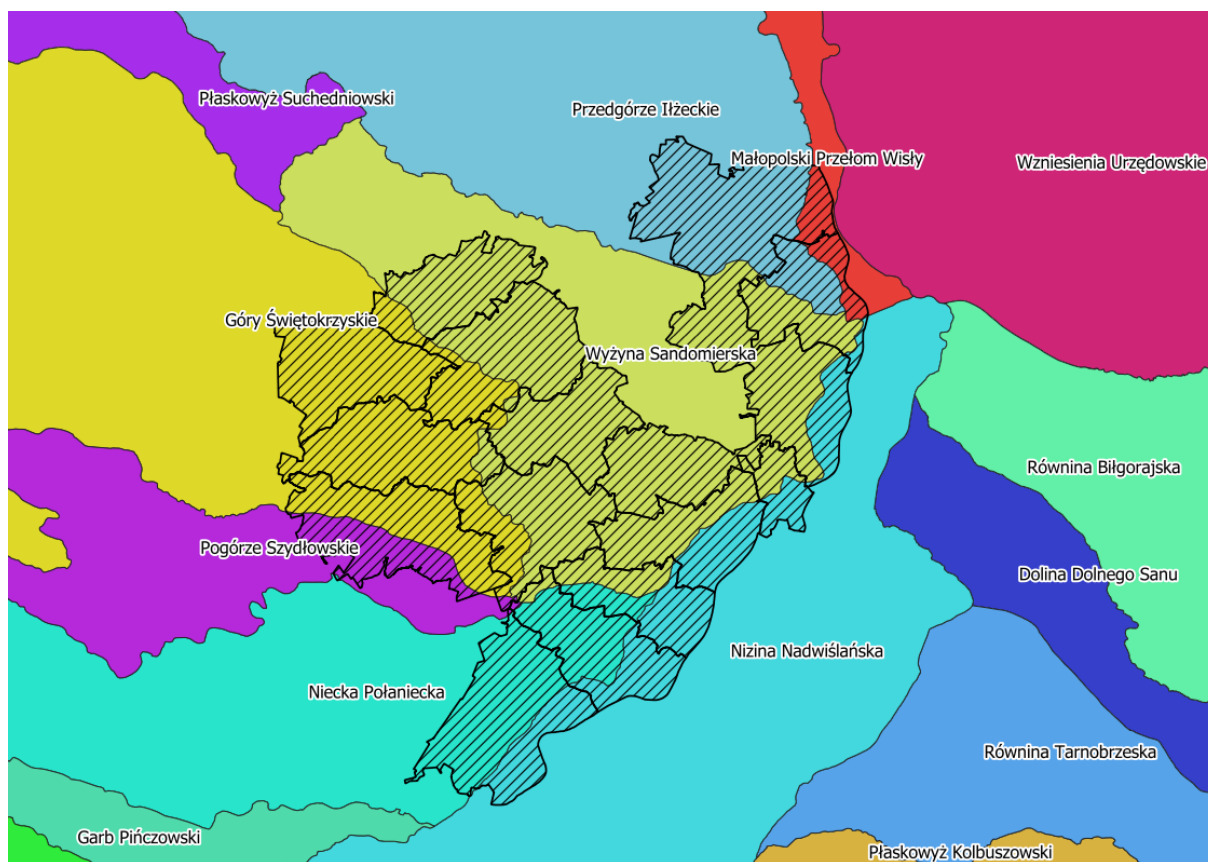 Płaskowyż Suchedniowski
Przedgórze Iłżeckie
Małopolski Przełom Wisły
Wzniesienia Urzędowskie
Góry Świętokrzyskie
Wyżyna Sandomierska
Równina Biłgorajska
Pogórze Szydłowskie
Dolina Dolnego Sanu
Nizina Nadwiślańska
Niecka Połaniecka
Równina Tarnobrzeska
Garb Pińczowski
Płaskowyż Kolbuszowski